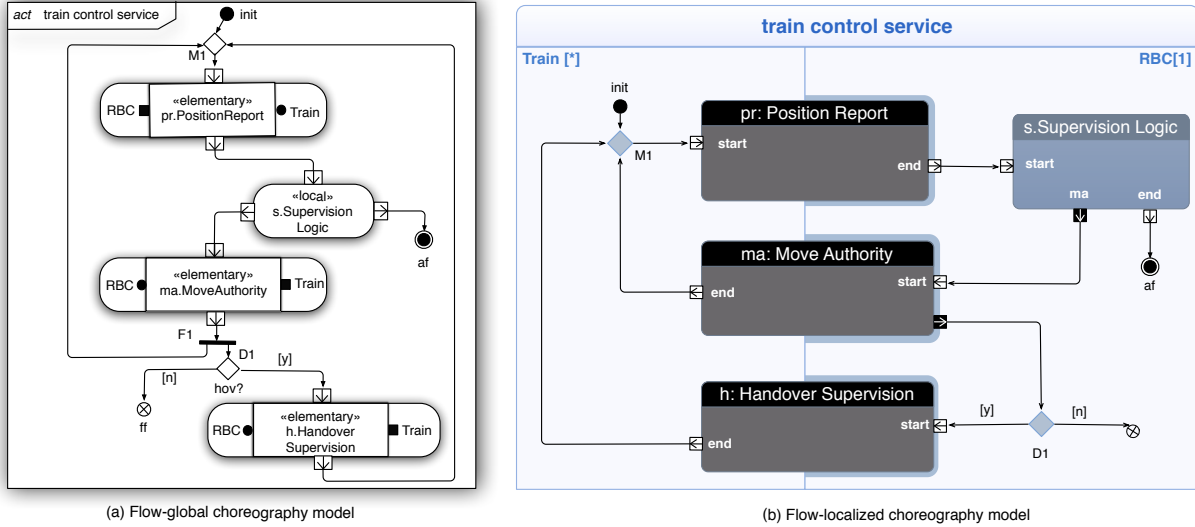 act train control service
init
M1
«elementary»
pr.PositionReport
RBC
Train
«local»
s.Supervision
Logic
af
«elementary»
ma.MoveAuthority
RBC
Train
F1
D1
[n]
[y]
hov?
ff
«elementary»
h.Handover
Supervision
RBC
Train
(a) Flow-global choreography model
train control service
Train [*]
RBC[1]
init
M1
pr: Position Report
start
end
s.Supervision Logic
start
ma
end
af
ma: Move Authority
start
end
h: Handover Supervision
start
end
[y]
[n]
D1
(b) Flow-localized choreography model